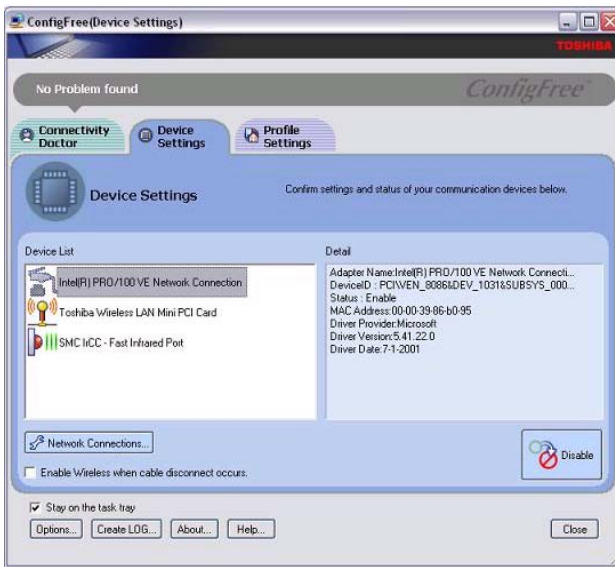 ConfigFree(Device Settings)
TOSHIBA
No Problem found
ConfigFree
Connectivity Doctor
Device Settings
Profile Settings
Device Settings
Confirm settings and status of your communication devices below.
Device List
Intel(R) PRO/100 VE Network Connection
Toshiba Wireless LAN Mini PCI Card
SMC IrCC - Fast Infrared Port
Detail
Adapter Name:Intel(R) PRO/100 VE Network Connecti...
DeviceID : PCI\VEN_8086&DEV_1031&SUBSYS_000...
Status : Enable
MAC Address:00-00-39-86-b0-95
Driver Provider:Microsoft
Driver Version:5.41.22.0
Driver Date:7-1-2001
Network Connections...
Disable
Enable Wireless when cable disconnect occurs.
Stay on the task tray
Options...
Create LOG...
About...
Help...
Close